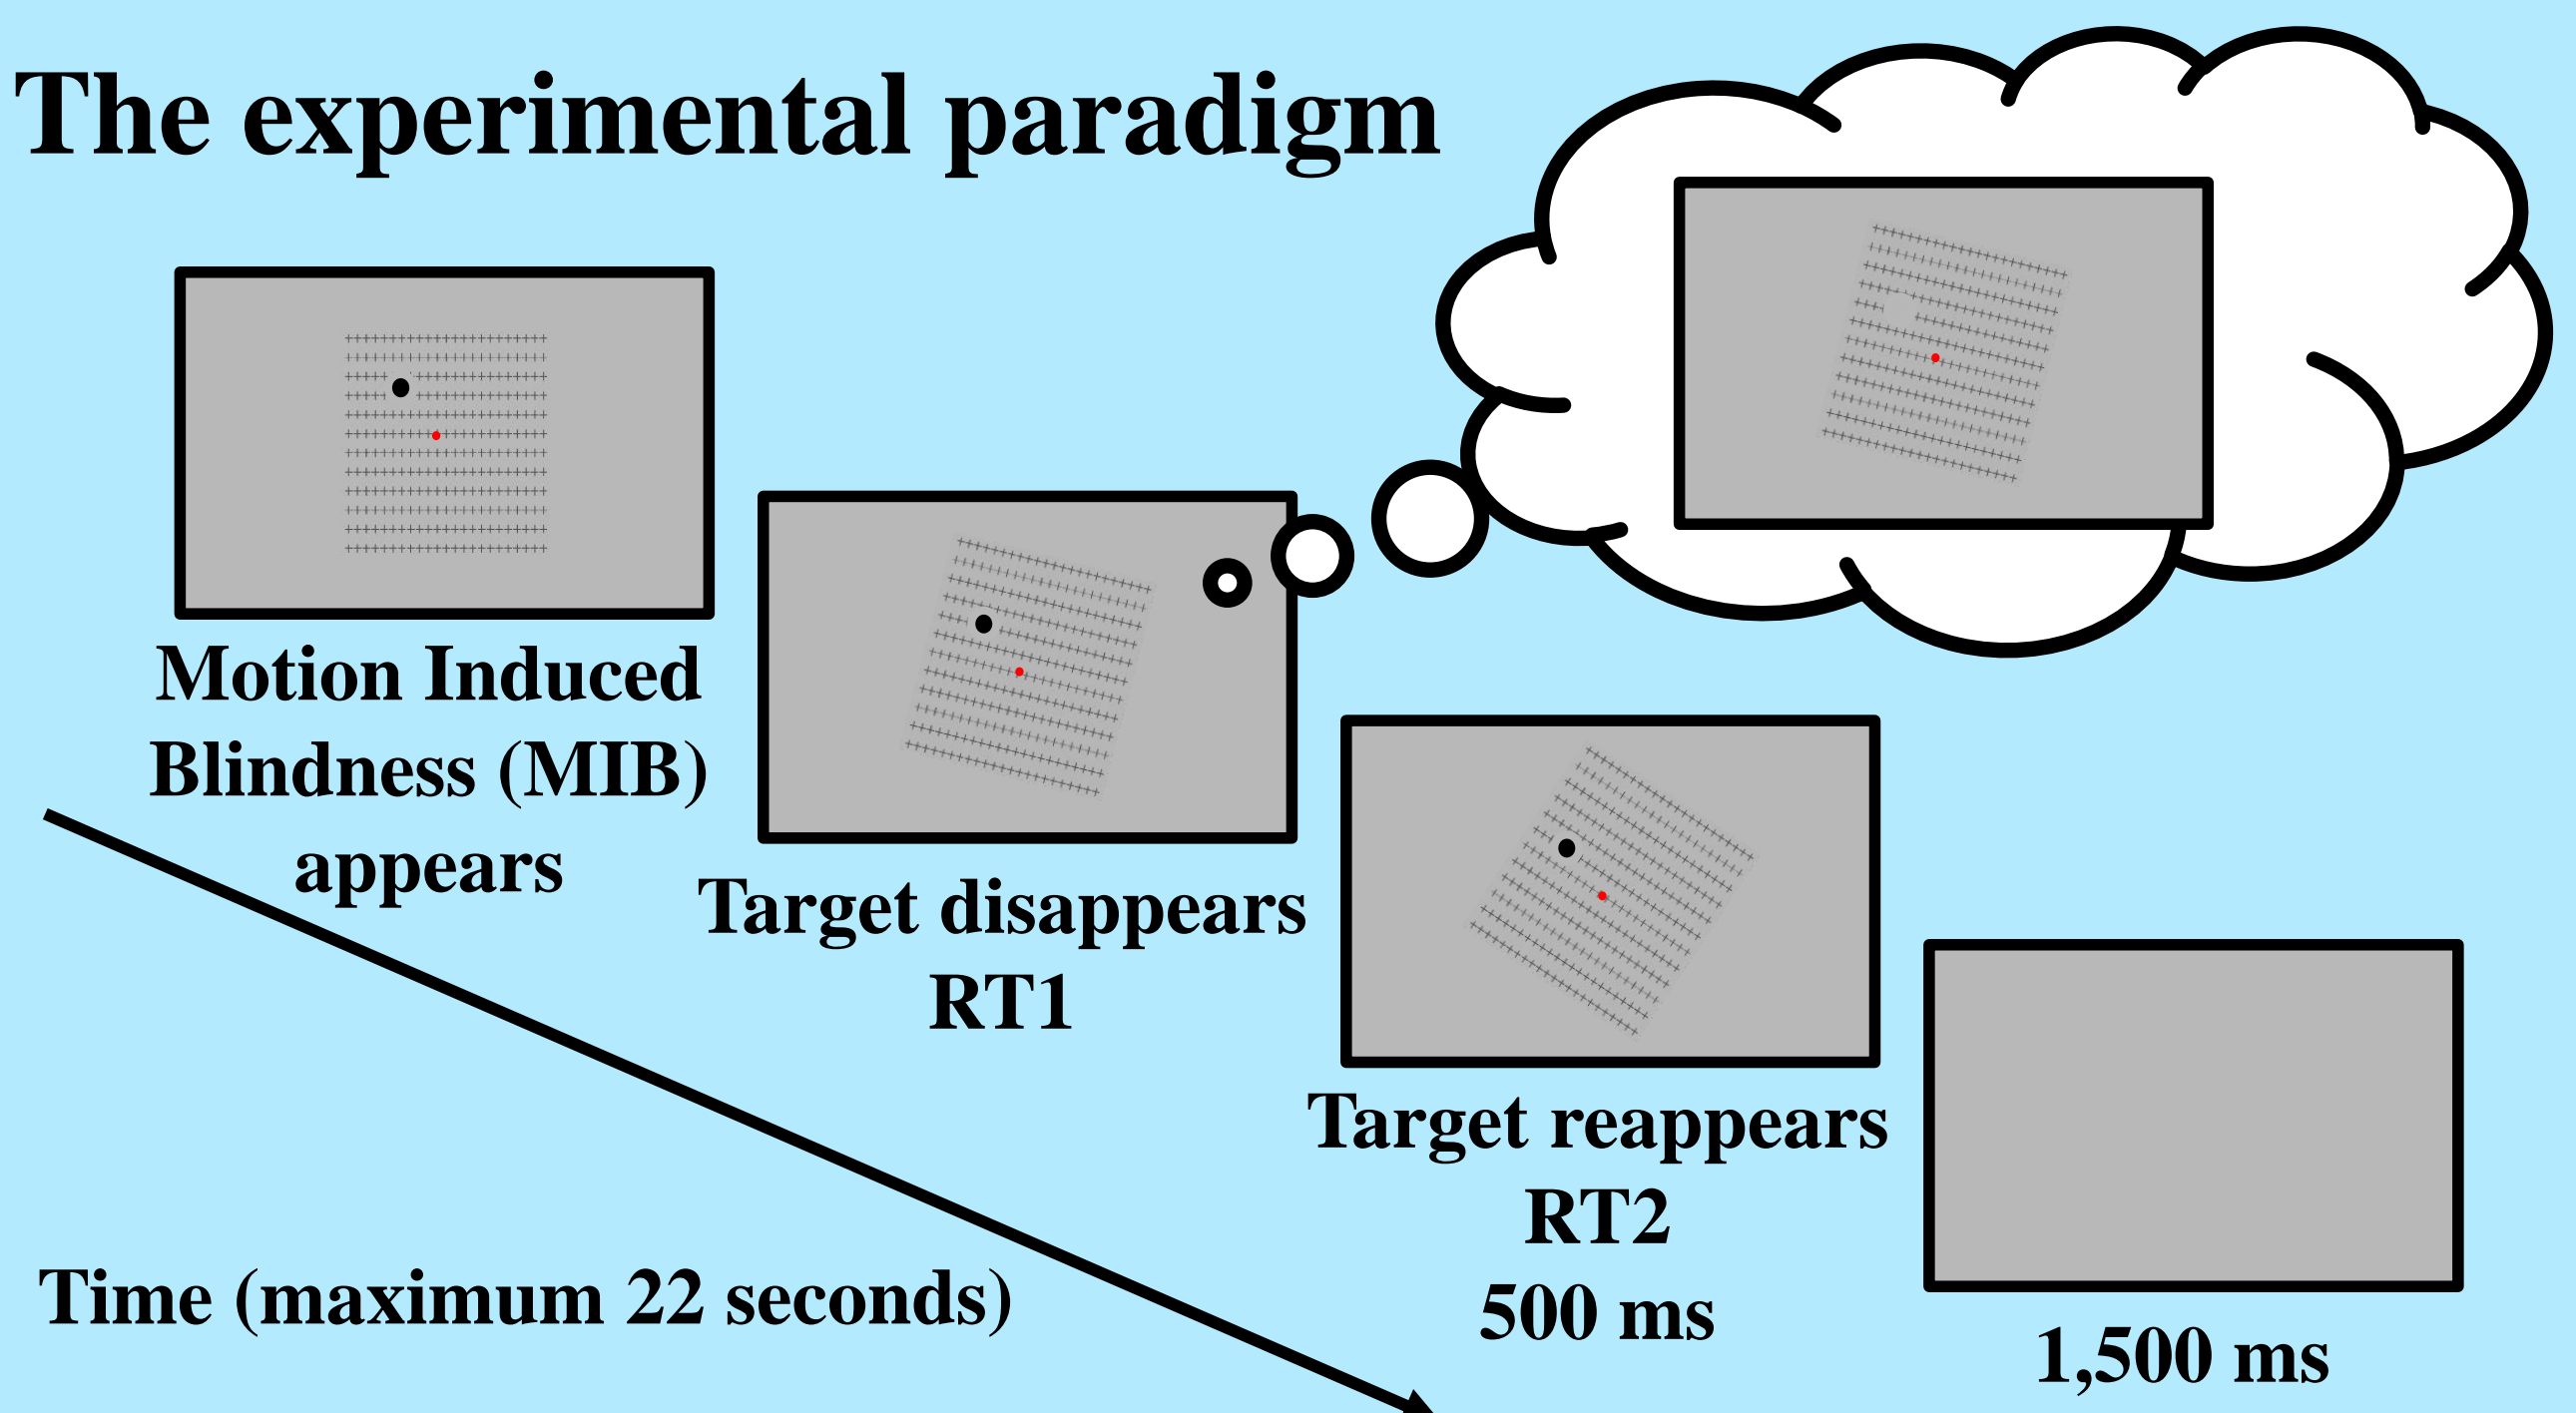 The experimental paradigm
Motion Induced
Blindness (MIB)
appears
Target disappears
RT1
Target reappears
RT2
500 ms
1,500 ms
Time (maximum 22 seconds)